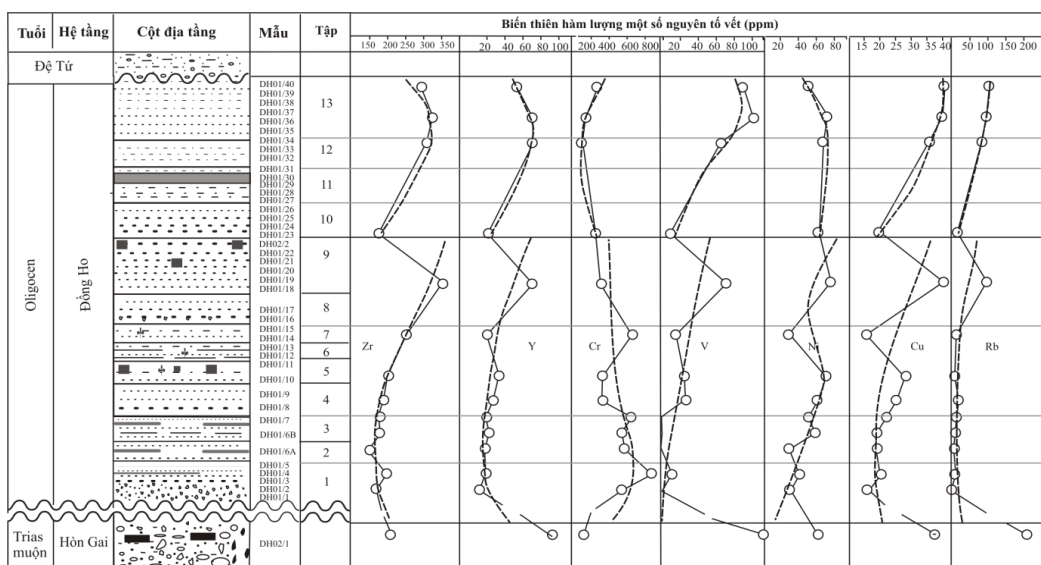 Tuổi Hệ tầng Cột địa tầng Mẫu Tập Biến thiên hàm lượng một số nguyên tố vết (ppm)
150 200 250 300 350 20 40 60 80 200 400 600 800 20 40 60 80 100 20 40 60 80 15 20 25 30 35 40 50 100 150 200
Đệ Tứ
Oligocen
Đồng Ho
DH01/40
DH01/39
DH01/38
DH01/37
DH01/36
DH01/35
13
DH01/34
DH01/33
DH01/32
12
DH01/31
DH01/30
DH01/29
DH01/28
DH01/27
11
DH01/26
DH01/25
DH01/24
DH01/23
10
DH02/2
DH01/22
DH01/21
DH01/20
DH01/19
DH01/18
9
DH01/17
DH01/16
8
DH01/15
DH01/14
7
DH01/13
DH01/12
6
Zr Y Cr V N Cu Rb
DH01/11
DH01/10
5
DH01/9
DH01/8
4
DH01/7
DH01/6B
3
DH01/6A
2
DH01/5
DH01/4
DH01/3
DH01/2
DH01/1
1
Trias
muộn
Hòn Gai
DH02/1